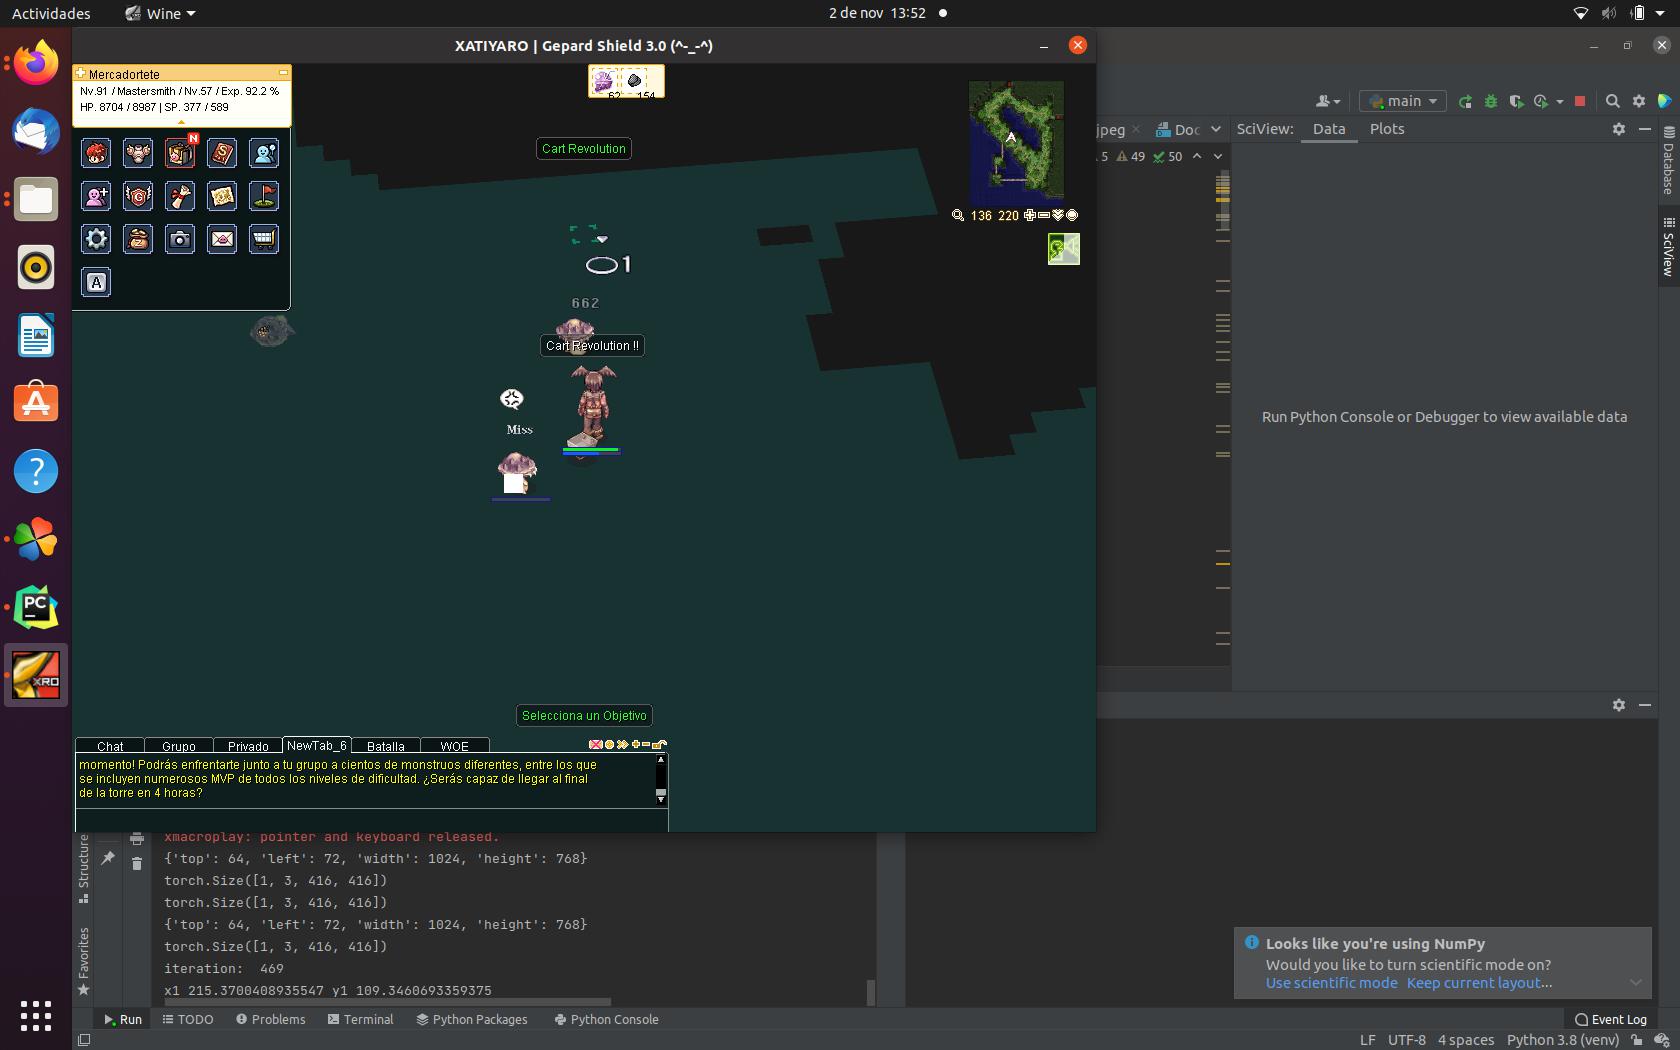 Actividades
Wine
2 de nov 13:52
XATIYARO | Gepard Shield 3.0 (^-_-^)
Mercadortete
Nv.91 / Mastersmith / Nv.57 / Exp. 92.2 %
HP. 8704 / 8987 | SP. 377 / 589
N
S
G
A
62 154
Cart Revolution
1
662
Cart Revolution !!
Miss
136 220
Selecciona un Objetivo
Chat Grupo Privado NewTab_6 Batalla WOE
momento! Podrás enfrentarte junto a tu grupo a cientos de monstruos diferentes, entre los que
se incluyen numerosos MVP de todos los niveles de dificultad. ¿Serás capaz de llegar al final
de la torre en 4 horas?
main
jpeg
Doc
SciView: Data Plots
5 49 50
Database
SciView
Run Python Console or Debugger to view available data
PC
XRO
xmacroplay: pointer and keyboard released.
{'top': 64, 'left': 72, 'width': 1024, 'height': 768}
torch.Size([1, 3, 416, 416])
torch.Size([1, 3, 416, 416])
{'top': 64, 'left': 72, 'width': 1024, 'height': 768}
torch.Size([1, 3, 416, 416])
iteration:  469
x1 215.3700408935547 y1 109.3460693359375
Structure
Favorites
Looks like you're using NumPy
Would you like to turn scientific mode on?
Use scientific mode Keep current layout...
Run TODO Problems Terminal Python Packages Python Console
Event Log
LF UTF-8 4 spaces Python 3.8 (venv)